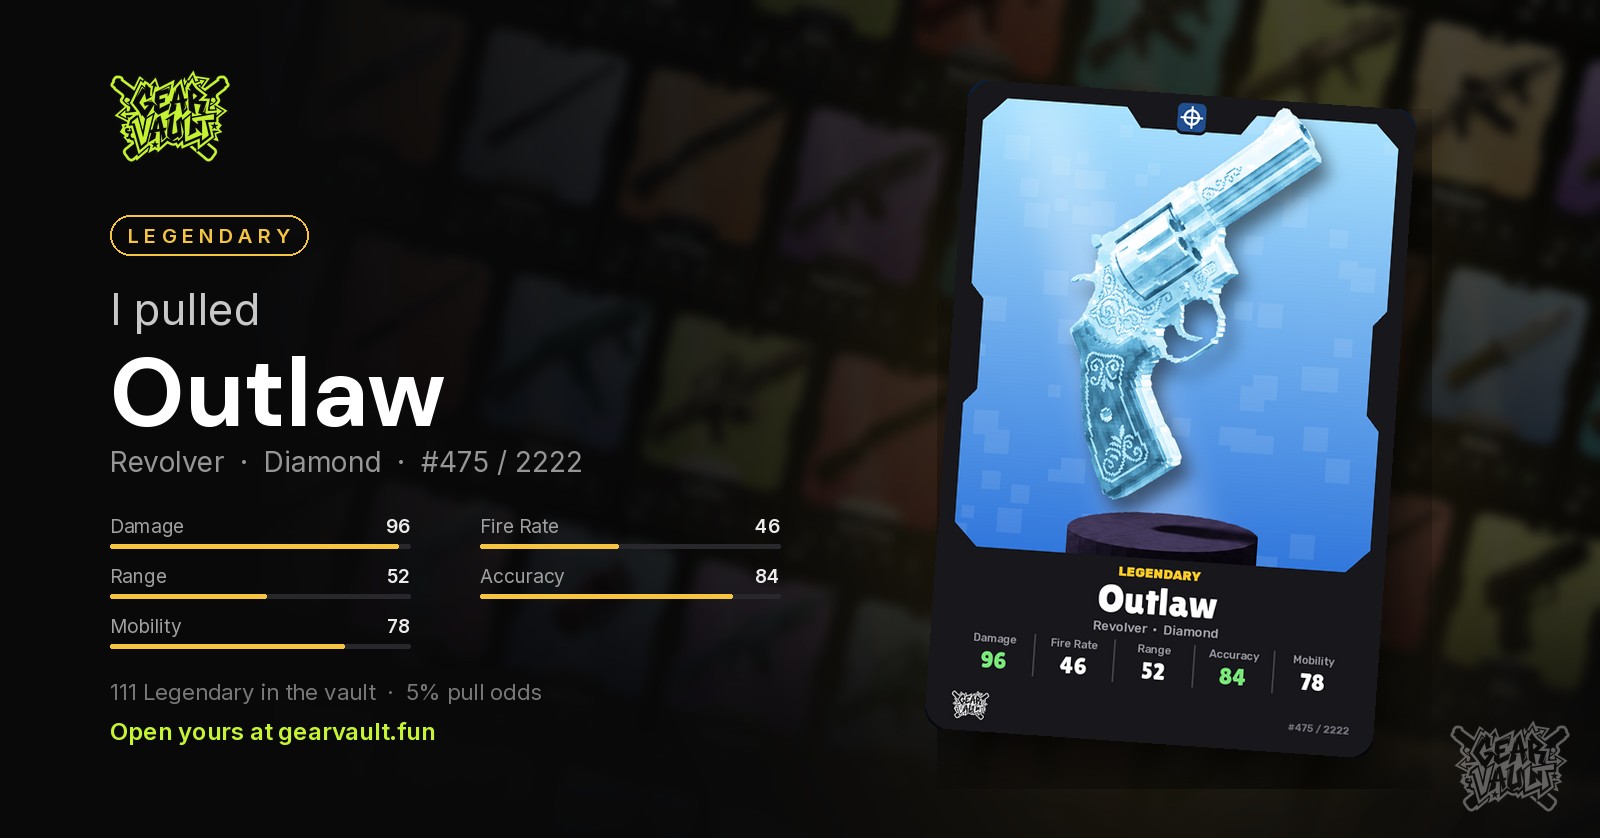 GEAR
VAULT
LEGENDARY
I pulled
Outlaw
Revolver · Diamond · #475 / 2222
Damage 96
Fire Rate 46
Range 52
Accuracy 84
Mobility 78
111 Legendary in the vault · 5% pull odds
Open yours at gearvault.fun
LEGENDARY
Outlaw
Revolver · Diamond
Damage Fire Rate Range Accuracy Mobility
96 46 52 84 78
GEAR
VAULT
#475 / 2222
GEAR
VAULT